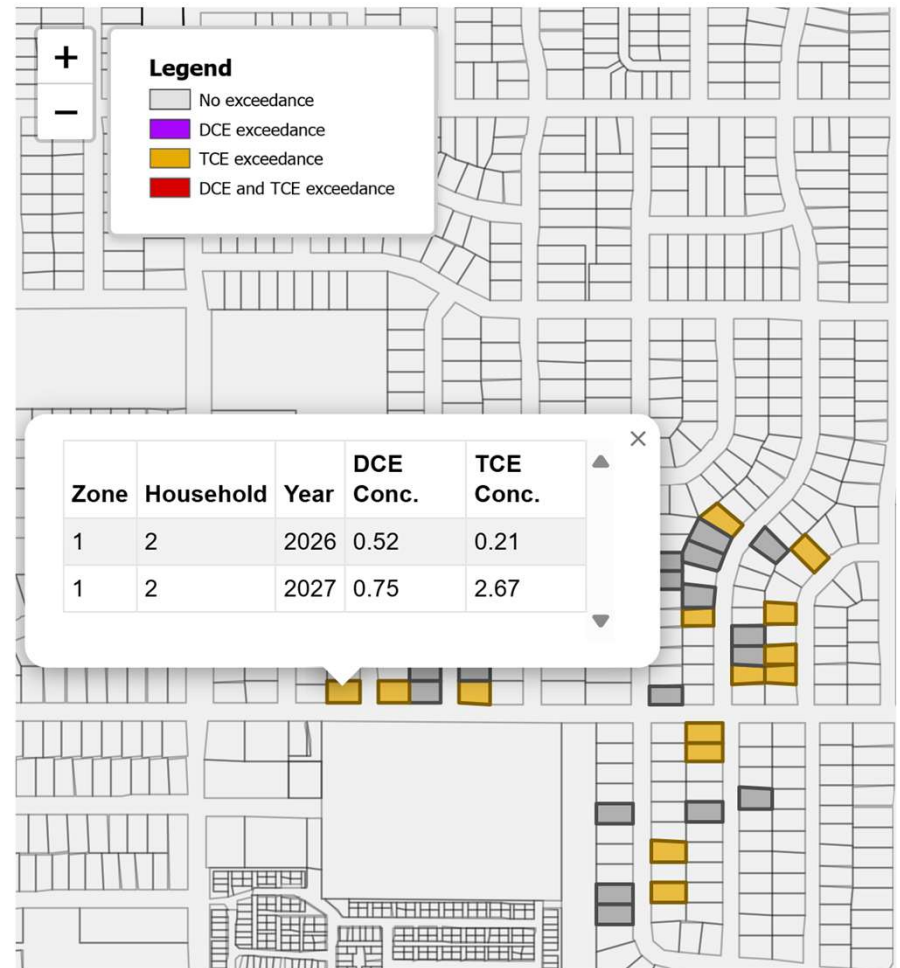 +
−
Legend
No exceedance
DCE exceedance
TCE exceedance
DCE and TCE exceedance
×
Zone Household Year DCE Conc. TCE Conc.
1 2 2026 0.52 0.21
1 2 2027 0.75 2.67